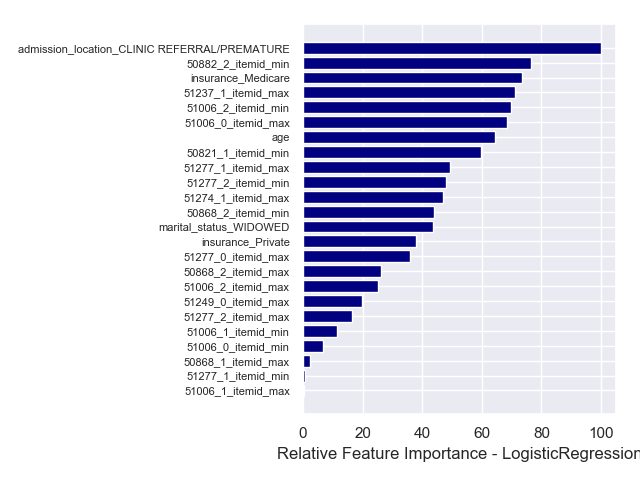 admission_location_CLINIC REFERRAL/PREMATURE
50882_2_itemid_min
insurance_Medicare
51237_1_itemid_max
51006_2_itemid_min
51006_0_itemid_max
age
50821_1_itemid_min
51277_1_itemid_max
51277_2_itemid_min
51274_1_itemid_max
50868_2_itemid_min
marital_status_WIDOWED
insurance_Private
51277_0_itemid_max
50868_2_itemid_max
51006_2_itemid_max
51249_0_itemid_max
51277_2_itemid_max
51006_1_itemid_min
51006_0_itemid_min
50868_1_itemid_max
51277_1_itemid_min
51006_1_itemid_max
0 20 40 60 80 100
Relative Feature Importance - LogisticRegression